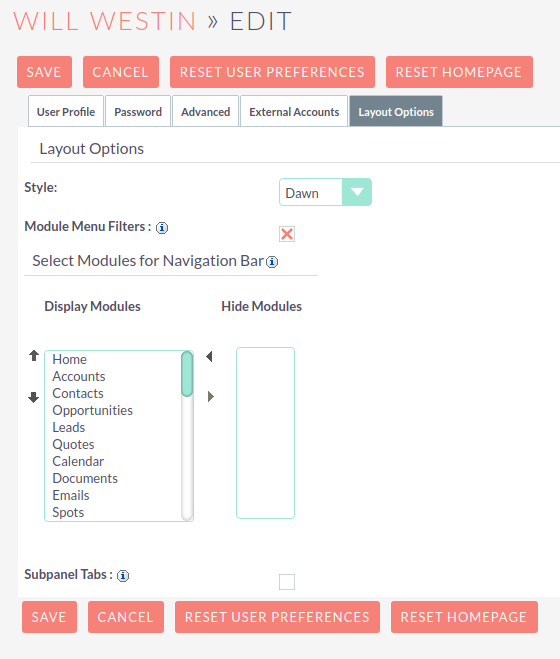 WILL WESTIN » EDIT
SAVE CANCEL RESET USER PREFERENCES RESET HOMEPAGE
User Profile Password Advanced External Accounts Layout Options
Layout Options
Style: Dawn
Module Menu Filters :
Select Modules for Navigation Bar
Display Modules Hide Modules
Home
Accounts
Contacts
Opportunities
Leads
Quotes
Calendar
Documents
Emails
Spots
Subpanel Tabs :
SAVE CANCEL RESET USER PREFERENCES RESET HOMEPAGE